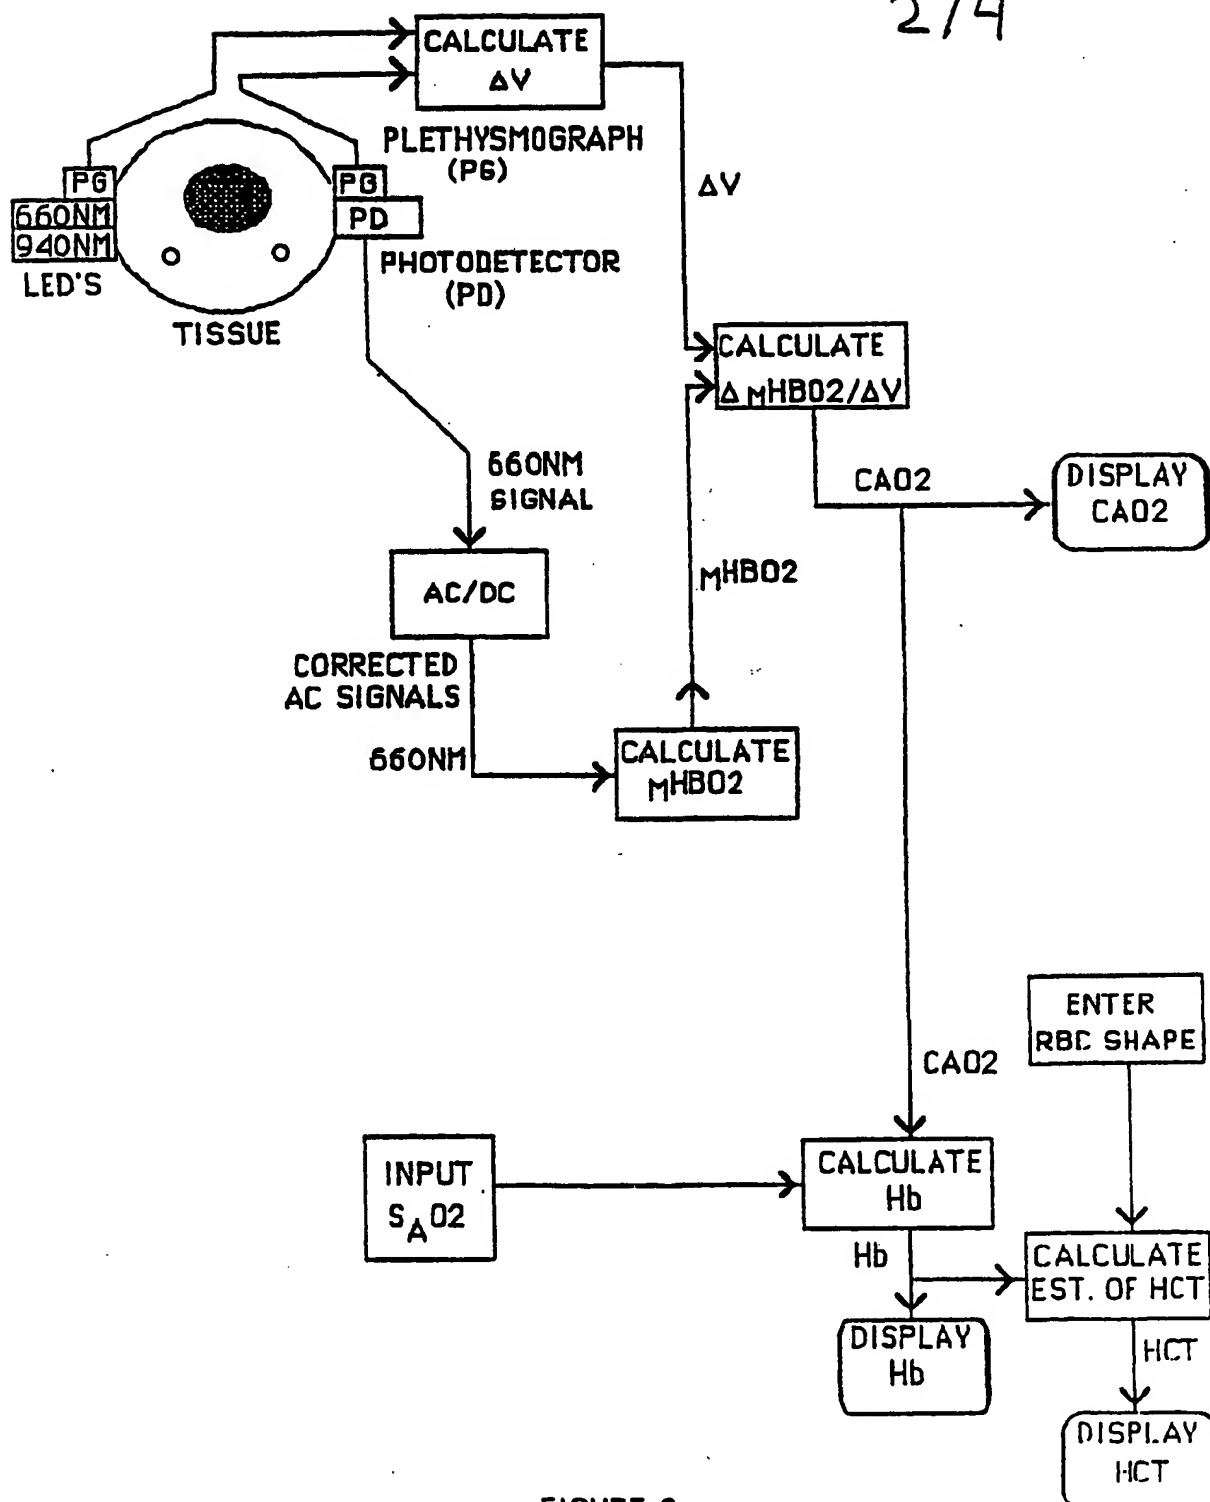 2/4
CALCULATE
ΔV
PLETHYSMOGRAPH
(PG)
PG
660NM
940NM
LED'S
PG
PD
PHOTODETECTOR
(PD)
TISSUE
ΔV
CALCULATE
Δ MHBO2/ΔV
660NM
SIGNAL
CAO2
DISPLAY
CAO2
AC/DC
MHBO2
CORRECTED
AC SIGNALS
660NM
CALCULATE
MHBO2
ENTER
RBC SHAPE
CAO2
INPUT
SAO2
CALCULATE
Hb
Hb
CALCULATE
EST. OF HCT
DISPLAY
Hb
HCT
DISPLAY
HCT